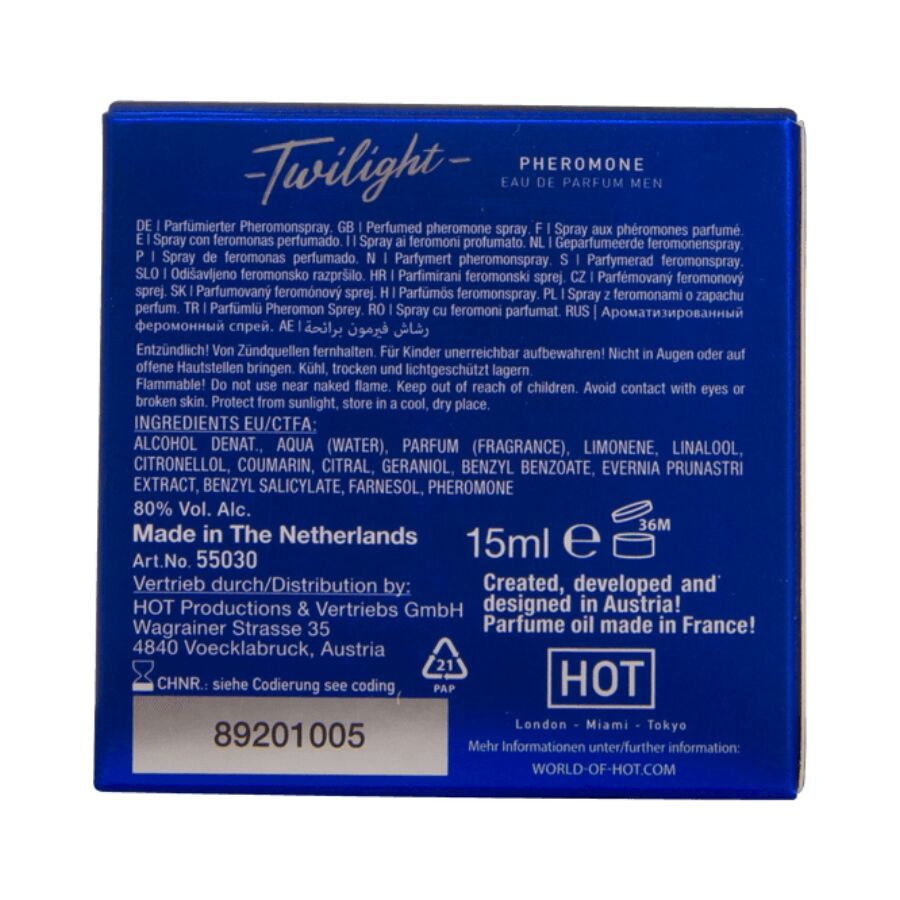 -Twilight-
PHEROMONE
EAU DE PARFUM MEN
DE | Parfümierter Pheromonspray. GB | Perfumed pheromone spray. F | Spray aux phéromones parfumé.
E | Spray con feromonas perfumado. I | Spray ai feromoni profumato. NL | Geparfumeerde feromonenspray.
P | Spray de feromonas perfumado. N | Parfymert pheromonspray. S | Parfymerad feromonspray.
SLO | Odišavljeno feromonsko razpršilo. HR | Parfimirani feromonski sprej. CZ | Parfémovaný feromonový
sprej. SK | Parfumovaný feromónový sprej. H | Parfümös feromonspray. PL | Spray z feromonami o zapachu
perfum. TR | Parfümlü Pheromon Sprey. RO | Spray cu feromoni parfumat. RUS | Ароматизированный
феромонный спрей. AE | رشاش فيرمون برائحة
Entzündlich! Von Zündquellen fernhalten. Für Kinder unerreichbar aufbewahren! Nicht in Augen oder auf
offene Hautstellen bringen. Kühl, trocken und lichtgeschützt lagern
Flammable! Do not use near naked flame. Keep out of reach of children. Avoid contact with eyes or
broken skin. Protect from sunlight, store in a cool, dry place.
INGREDIENTS EU/CTFA:
ALCOHOL DENAT., AQUA (WATER), PARFUM (FRAGRANCE), LIMONENE, LINALOOL,
CITRONELLOL, COUMARIN, CITRAL, GERANIOL, BENZYL BENZOATE, EVERNIA PRUNASTRI
EXTRACT, BENZYL SALICYLATE, FARNESOL, PHEROMONE
80% Vol. Alc.
Made in The Netherlands
Art.No. 55030
Vertrieb durch/Distribution by:
HOT Productions & Vertriebs GmbH
Wagrainer Strasse 35
4840 Voecklabruck, Austria
CHNR.: siehe Codierung see coding
89201005
21
PAP
15ml ℮
36M
Created, developed and
designed in Austria!
Parfume oil made in France!
HOT
London - Miami - Tokyo
Mehr Informationen unter/further information:
WORLD-OF-HOT.COM